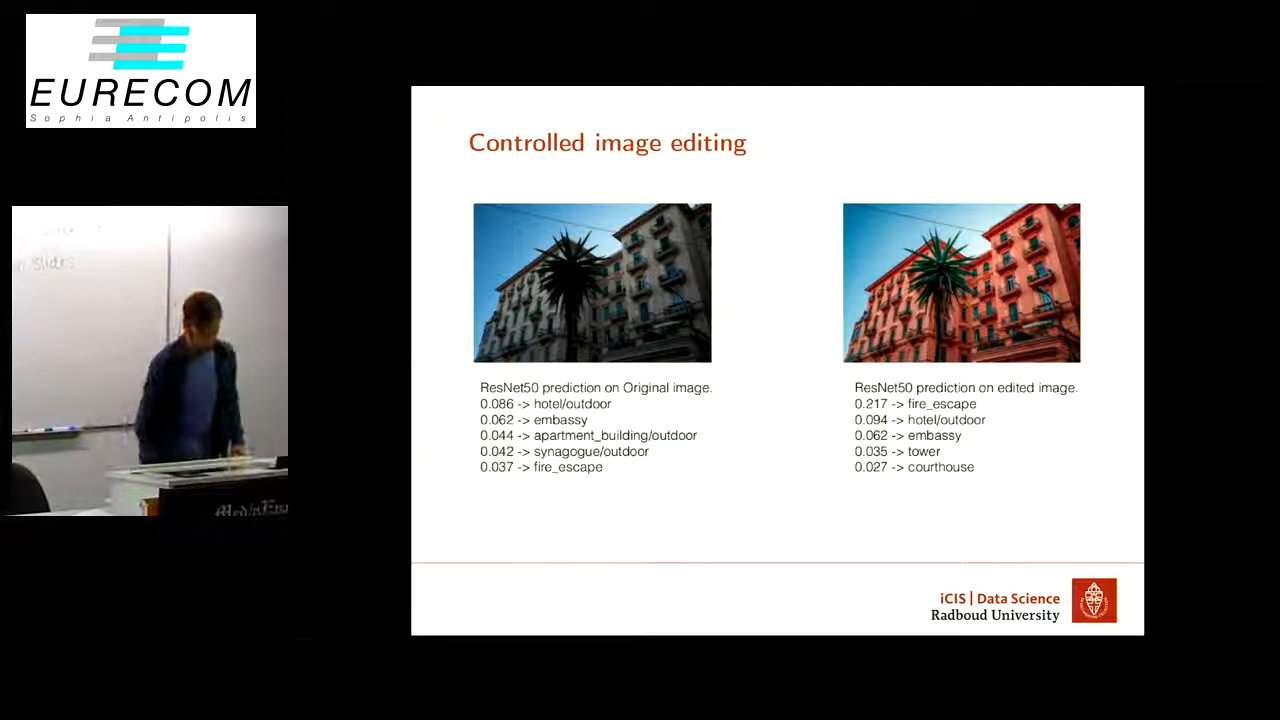 EURECOM
Sophia Antipolis
slides
Controlled image editing
ResNet50 prediction on Original image.
0.086 -> hotel/outdoor
0.062 -> embassy
0.044 -> apartment_building/outdoor
0.042 -> synagogue/outdoor
0.037 -> fire_escape
ResNet50 prediction on edited image.
0.217 -> fire_escape
0.094 -> hotel/outdoor
0.062 -> embassy
0.035 -> tower
0.027 -> courthouse
iCIS | Data Science
Radboud University